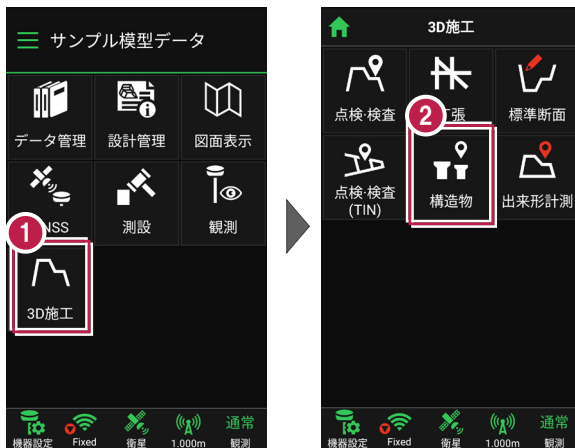 サンプル模型データ
データ管理
設計管理
図面表示
NSS
測設
観測
1
3D施工
機器設定
Fixed
衛星
1.000m
通常
観測
3D施工
点検・検査
2
張
標準断面
点検・検査
(TIN)
構造物
出来形計測
機器設定
Fixed
衛星
1.000m
通常
観測